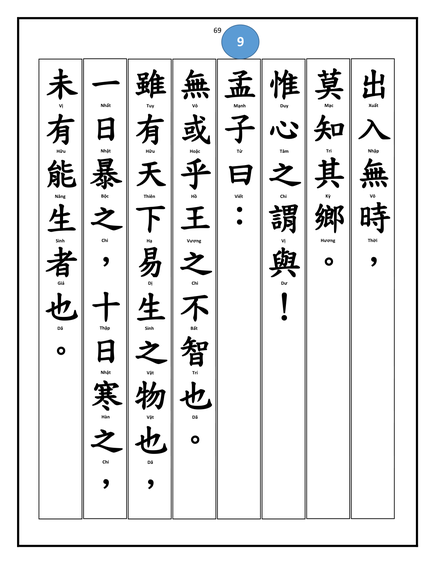 69
9
出入無時，
Xuất Nhập Vô Thời
莫知其鄉。
Mạc Tri Kỳ Hương
惟心之謂與！
Duy Tâm Chi Vị Dư
孟子曰：
Mạnh Tử Viết
無或乎王之不智也。
Vô Hoặc Hồ Vương Chi Bất Trí Dã
雖有天下易生之物也，
Tuy Hữu Thiên Hạ Dị Sinh Vật Vật Dã
一日暴之，十日寒之，
Nhất Nhật Bộc Chi Thập Nhật Hàn Chi
未有能生者也。
Vị Hữu Năng Sinh Giả Dã